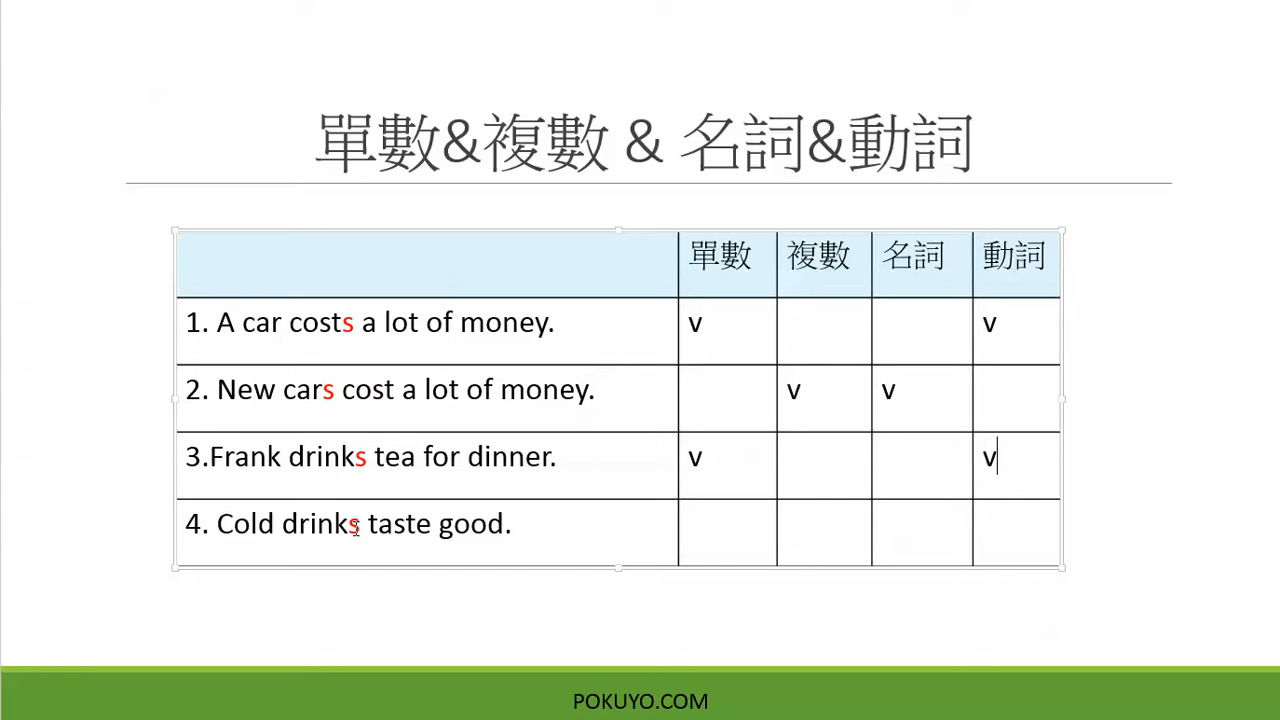 單數&複數 & 名詞&動詞
單數 複數 名詞 動詞
1. A car costs a lot of money. v v
2. New cars cost a lot of money. v v
3.Frank drinks tea for dinner. v v
4. Cold drinks taste good.
POKUYO.COM